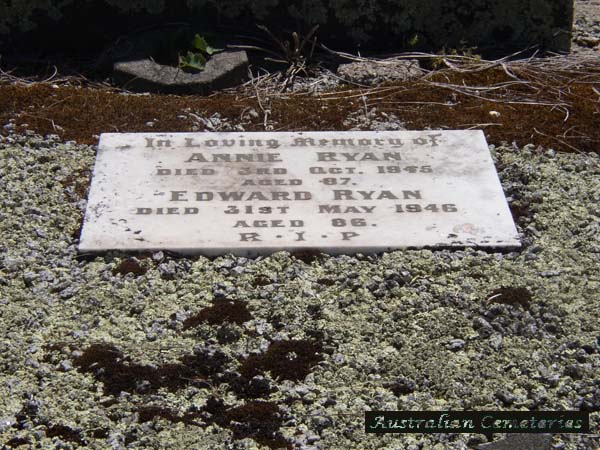 In Loving Memory of
ANNIE RYAN
DIED 3RD OCT. 1945
AGED 87.
EDWARD RYAN
DIED 31ST MAY 1946
AGED 86.
R I P
Australian Cemeteries